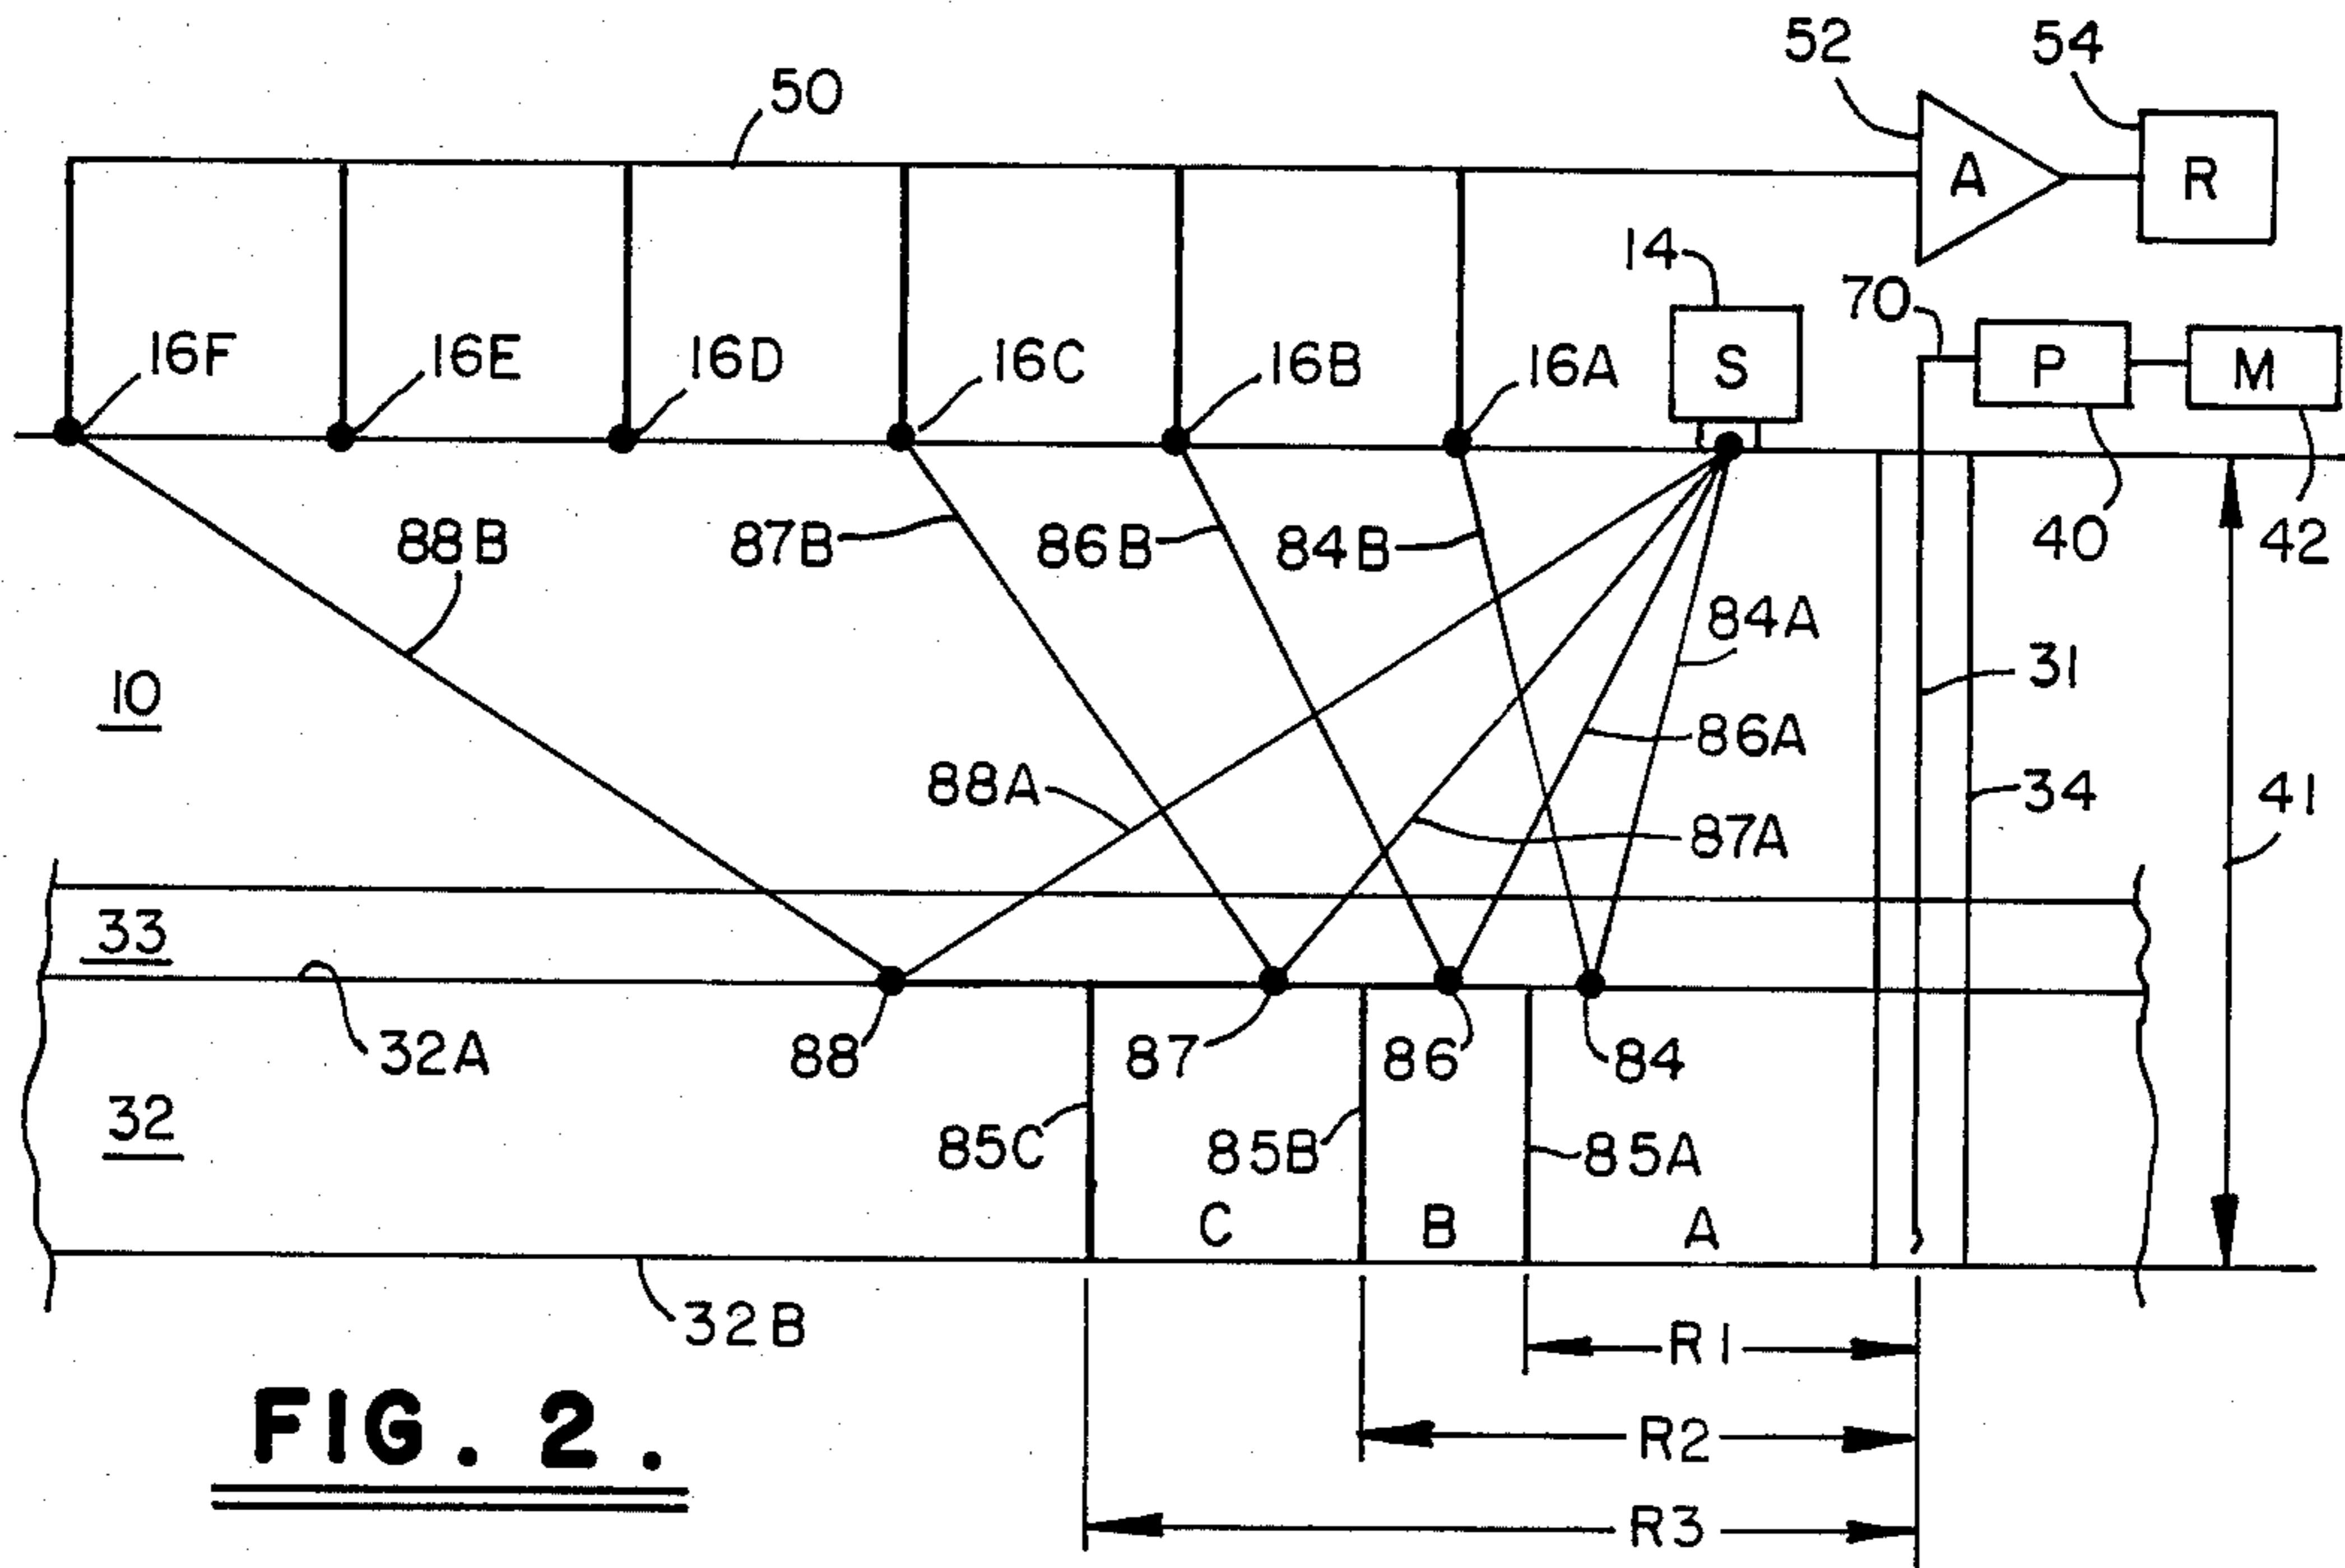 52 54
50
A R
14
70
16F 16E 16D 16C 16B 16A S P M
88B 87B 86B 84B 40 42
84A
31
10
86A
88A 34 41
87A
33
88 87 86 84
32A
32
85C 85B 85A
C B A
32B
R1
R2
R3
FIG. 2.